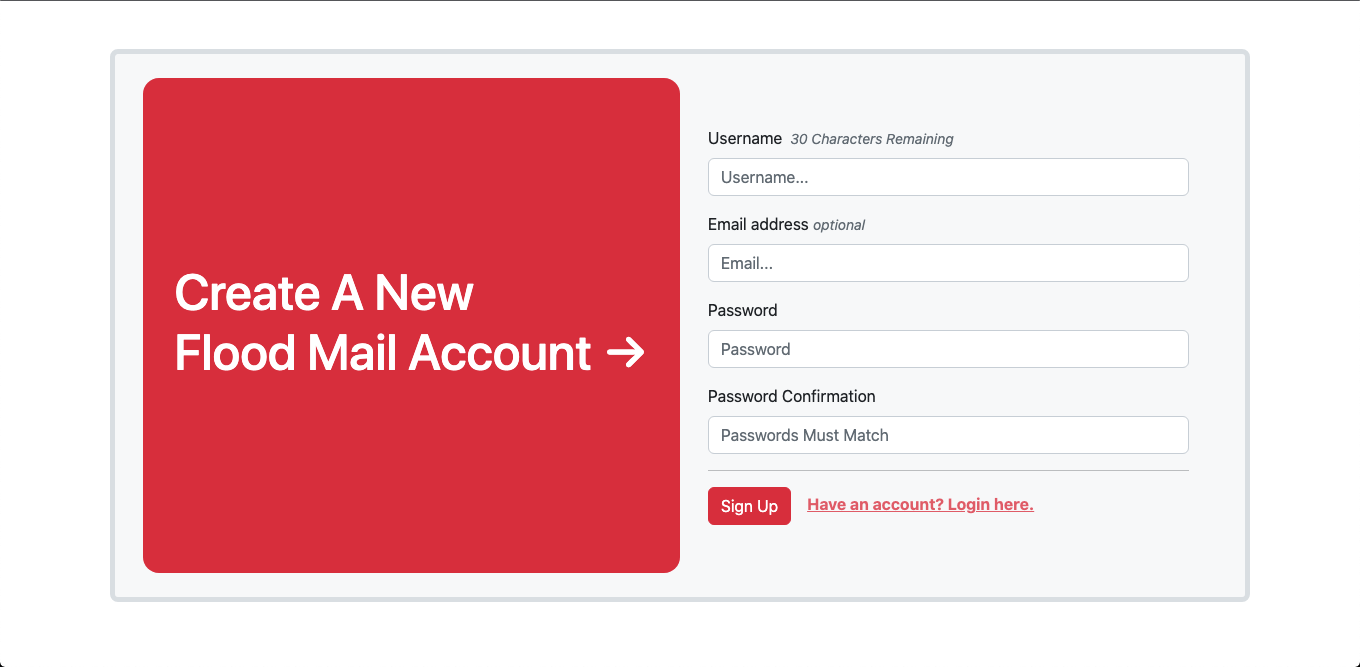 Create A New
Flood Mail Account →
Username 30 Characters Remaining
Username...
Email address optional
Email...
Password
Password
Password Confirmation
Passwords Must Match
Sign Up Have an account? Login here.